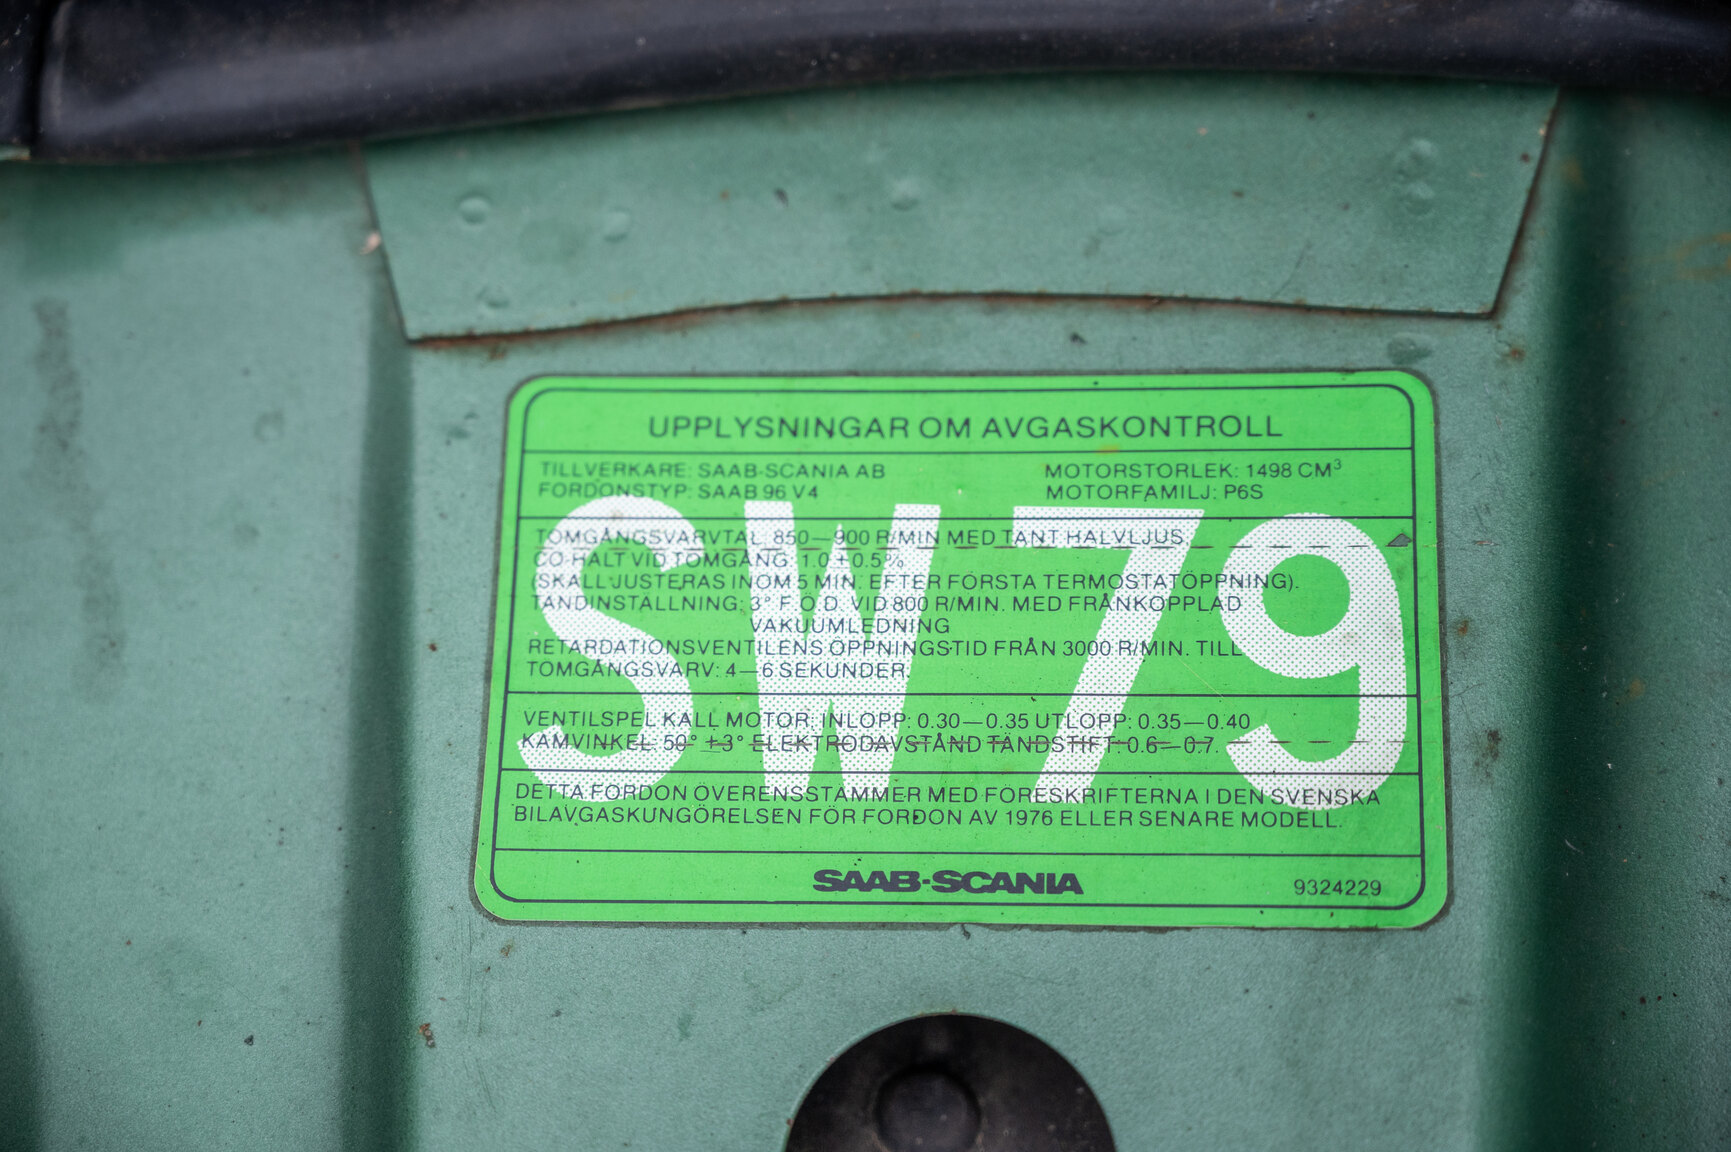 UPPLYSNINGAR OM AVGASKONTROLL
TILLVERKARE: SAAB-SCANIA AB
FORDONSTYP: SAAB 96 V4
MOTORSTORLEK: 1498 CM³
MOTORFAMILJ: P6S
SW 79
TOMGÅNGSVARVTAL 850—900 R/MIN MED TÄNT HALVLJUS.
CO-HALT VID TOMGÅNG 1.0 ± 0.5%
(SKALL JUSTERAS INOM 5 MIN. EFTER FÖRSTA TERMOSTATÖPPNING).
TÄNDINSTÄLLNING: 3° F.Ö.D. VID 800 R/MIN. MED FRÅNKOPPLAD
VAKUUMLEDNING
RETARDATIONSVENTILENS ÖPPNINGSTID FRÅN 3000 R/MIN. TILL
TOMGÅNGSVARV: 4—6 SEKUNDER.
VENTILSPEL KALL MOTOR: INLOPP: 0.30—0.35 UTLOPP: 0.35—0.40
KAMVINKEL: 50° ±3° ELEKTRODAVSTÅND TÄNDSTIFT: 0.6—0.7.
DETTA FORDON ÖVERENSSTÄMMER MED FÖRESKRIFTERNA I DEN SVENSKA
BILAVGASKUNGÖRELSEN FÖR FORDON AV 1976 ELLER SENARE MODELL.
SAAB-SCANIA
9324229